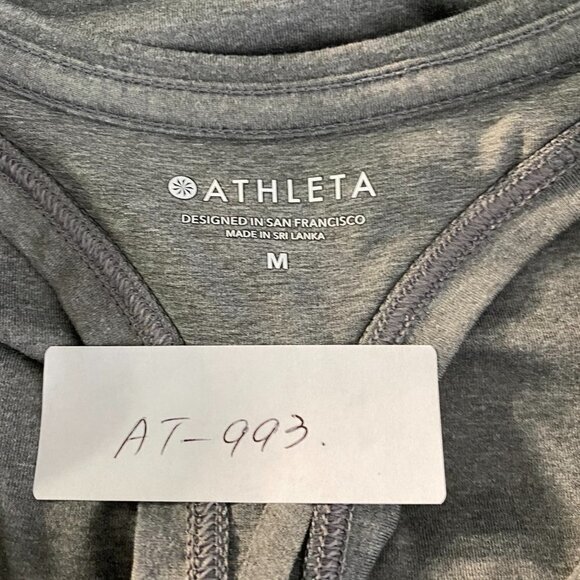 ATHLETA
DESIGNED IN SAN FRANCISCO
MADE IN SRI LANKA
M
AT-993.